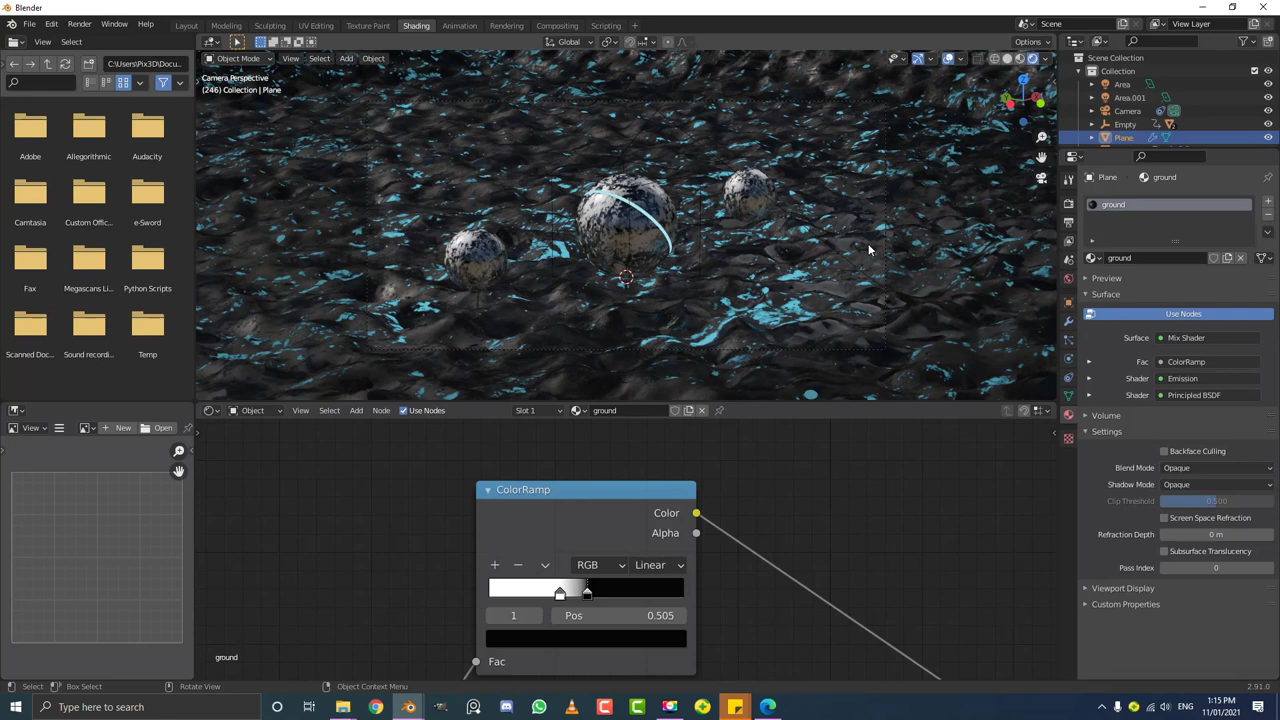 Blender
File Edit Render Window Help Layout Modeling Sculpting UV Editing Texture Paint Shading Animation Rendering Compositing Scripting + Scene View Layer
View Select Global Options
C:\Users\Pix3D\Docu...
Object Mode View Select Add Object
Camera Perspective
(246) Collection | Plane
Adobe Allegorithmic Audacity
Camtasia Custom Offic... e-Sword
Fax Megascans Li... Python Scripts
Scanned Doc... Sound recordi... Temp
Scene Collection
Collection
Area
Area.001
Camera
Empty
Plane
Plane > ground
ground
ground
Preview
Surface
Use Nodes
Surface Mix Shader
Fac ColorRamp
Shader Emission
Shader Principled BSDF
Volume
Settings
Backface Culling
Blend Mode Opaque
Shadow Mode Opaque
Clip Threshold 0.500
Screen Space Refraction
Refraction Depth 0 m
Subsurface Translucency
Pass Index 0
Viewport Display
Custom Properties
View New Open
Object View Select Add Node Use Nodes Slot 1 ground
ColorRamp
Color
Alpha
+ − RGB Linear
1 Pos 0.505
Fac
ground
Select Box Select Rotate View Object Context Menu 2.91.0
Type here to search ENG 1:15 PM
11/01/2021
X
Z